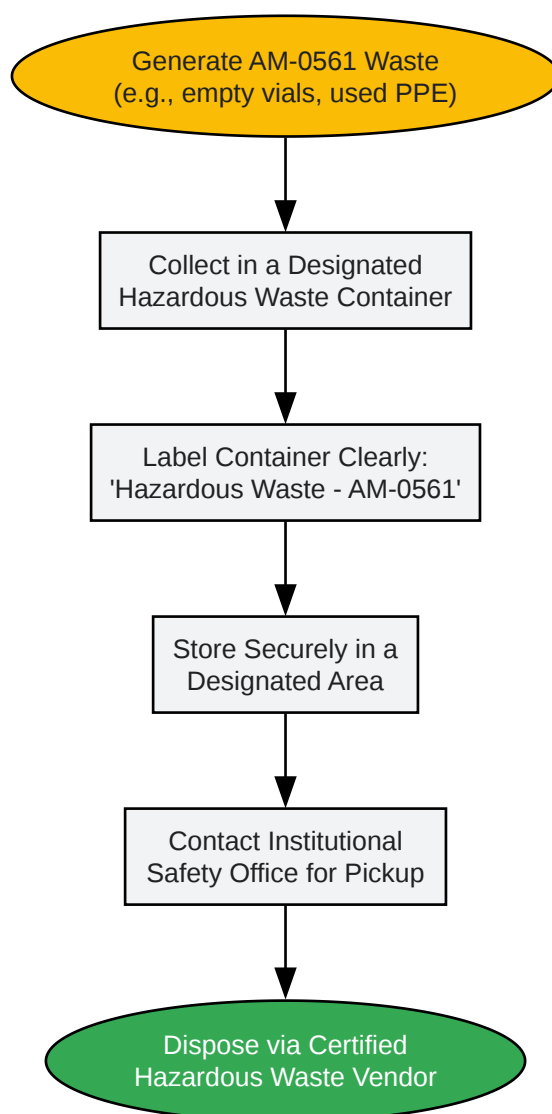 Generate AM-0561 Waste
(e.g., empty vials, used PPE)
Collect in a Designated
Hazardous Waste Container
Label Container Clearly:
'Hazardous Waste - AM-0561'
Store Securely in a
Designated Area
Contact Institutional
Safety Office for Pickup
Dispose via Certified
Hazardous Waste Vendor